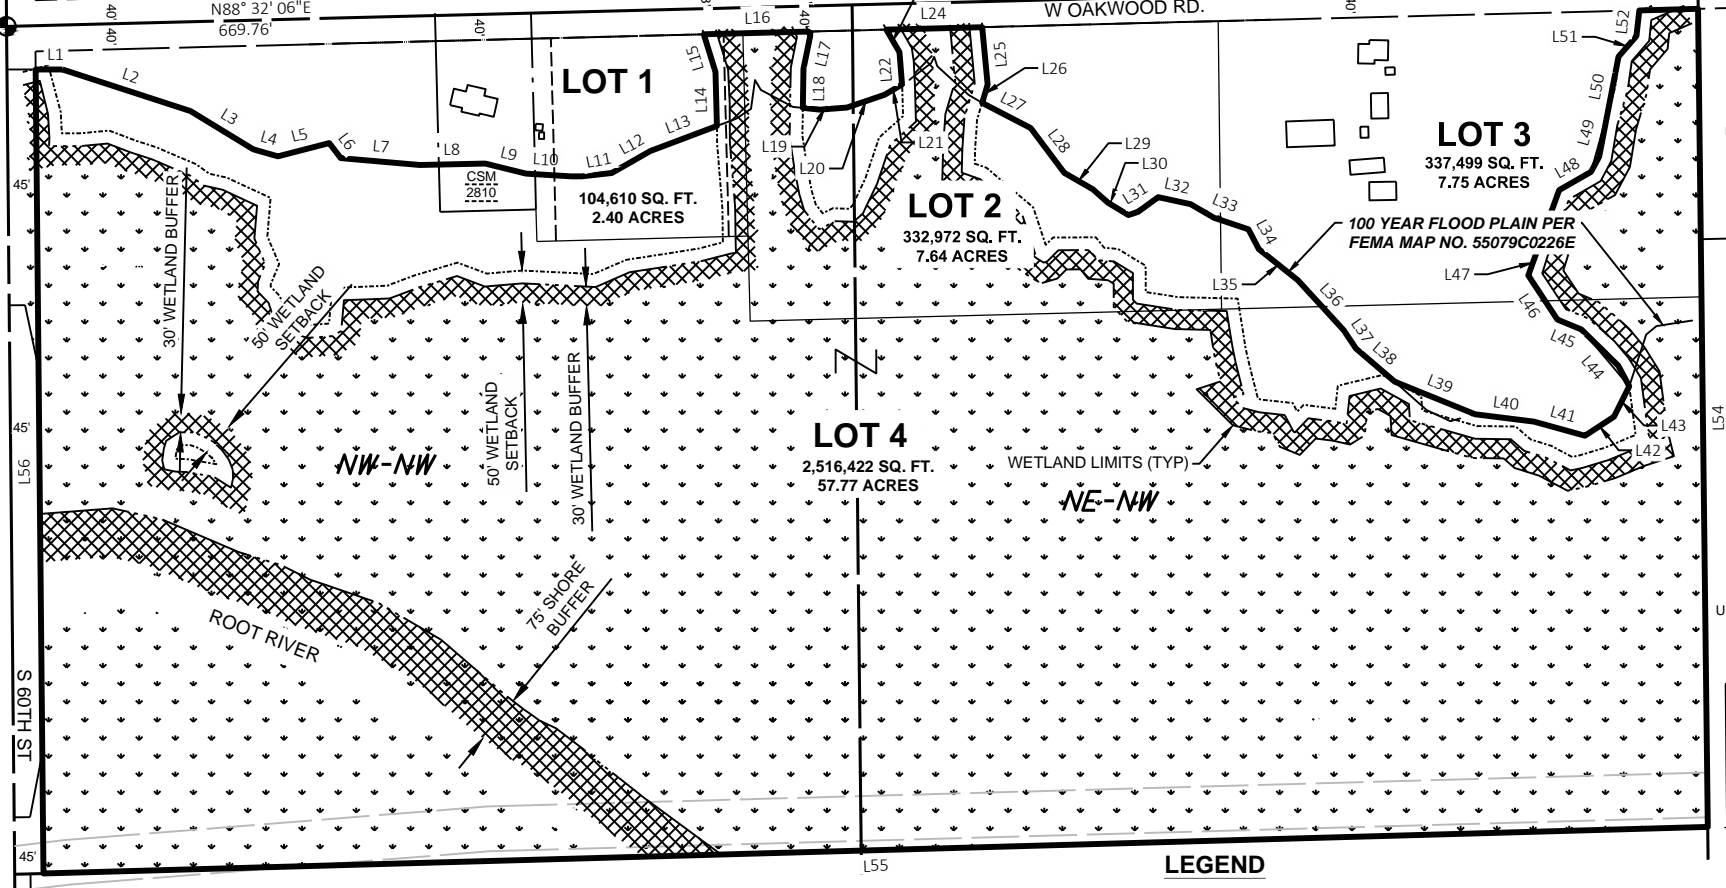 N88° 32' 06"E
669.76'
40'
40'
40'
40'
L16
L24
W OAKWOOD RD.
L52
L51
L1
L2
L3
L4
L5
L6
L7
L8
L9
L10
L11
L12
L13
L14
L15
L17
L18
L19
L20
L21
L22
L25
L26
L27
L28
L29
L30
L31
L32
L33
L34
L35
L36
L37
L38
L39
L40
L41
L42
L43
L44
L45
L46
L47
L48
L49
L50
LOT 1
104,610 SQ. FT.
2.40 ACRES
CSM
2810
LOT 2
332,972 SQ. FT.
7.64 ACRES
LOT 3
337,499 SQ. FT.
7.75 ACRES
100 YEAR FLOOD PLAIN PER
FEMA MAP NO. 55079C0226E
45'
30' WETLAND BUFFER
50' WETLAND
SETBACK
50' WETLAND
SETBACK
30' WETLAND BUFFER
Z
LOT 4
2,516,422 SQ. FT.
57.77 ACRES
WETLAND LIMITS (TYP)
NW-NW
NE-NW
45'
L56
L54
75' SHORE
BUFFER
ROOT RIVER
S 60TH ST
U
45'
L55
LEGEND